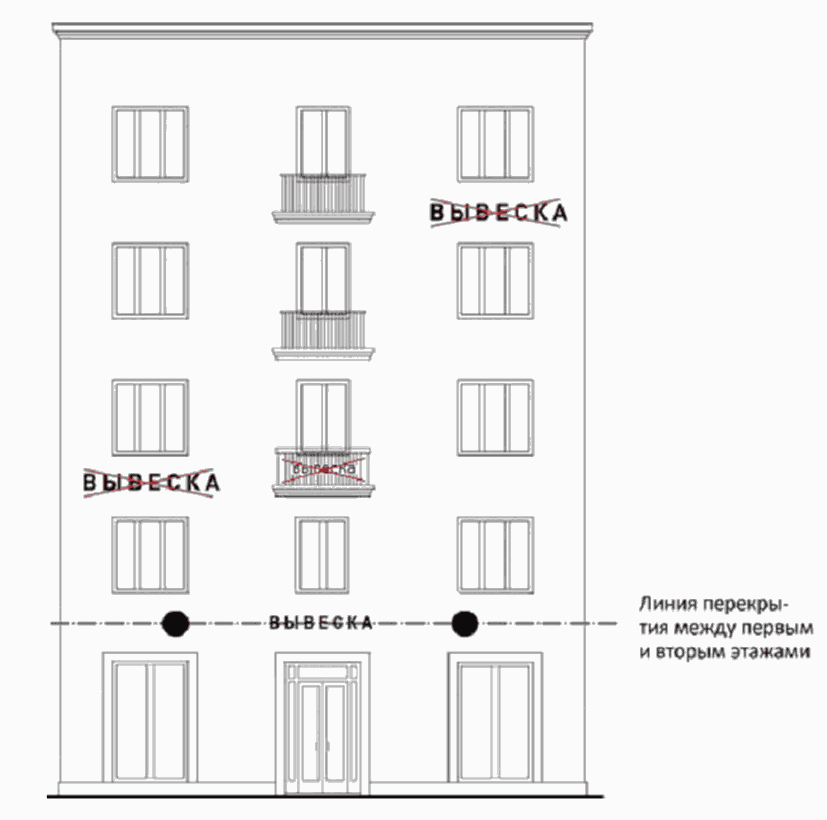 ВЫВЕСКА
ВЫВЕСКА
вывеска
ВЫВЕСКА
Линия перекры-
тия между первым
и вторым этажами